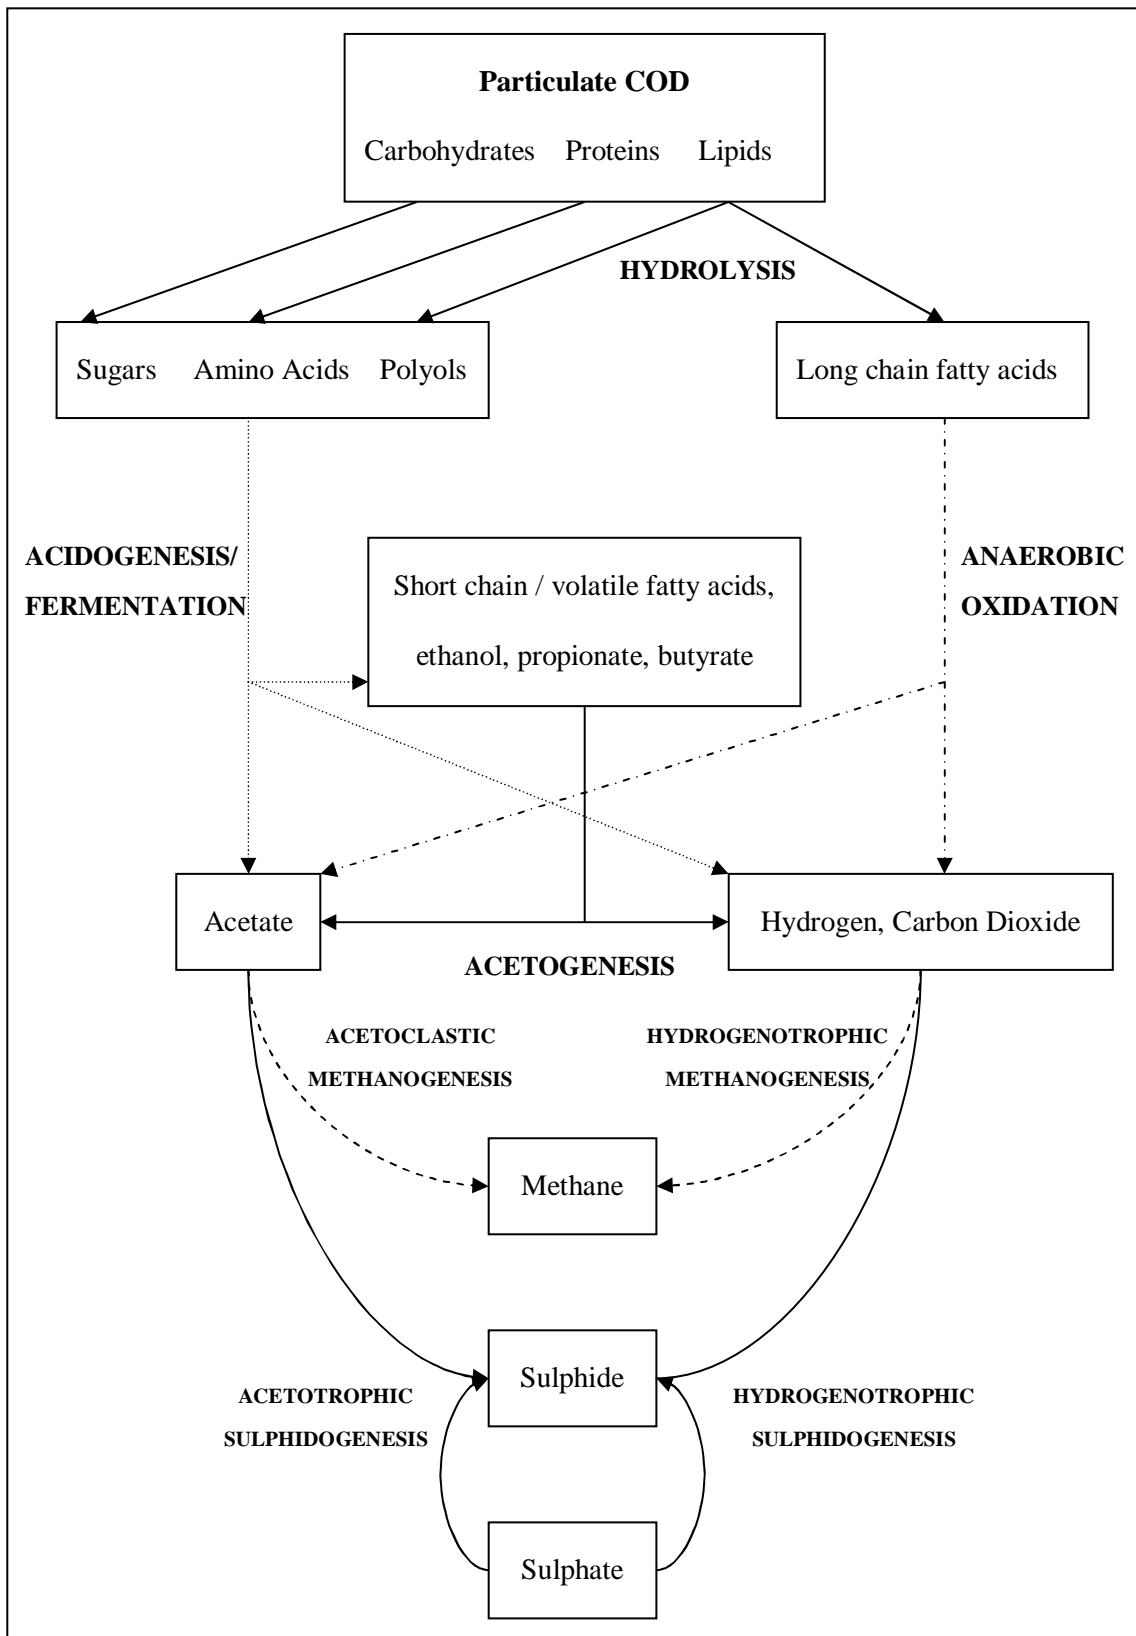 Particulate COD
Carbohydrates Proteins Lipids
HYDROLYSIS
Sugars Amino Acids Polyols
Long chain fatty acids
ACIDOGENESIS/
FERMENTATION
Short chain / volatile fatty acids,
ethanol, propionate, butyrate
ANAEROBIC
OXIDATION
Acetate
Hydrogen, Carbon Dioxide
ACETOGENESIS
ACETOCLASTIC
METHANOGENESIS
HYDROGENOTROPHIC
METHANOGENESIS
Methane
Sulphide
ACETOTROPHIC
SULPHIDOGENESIS
HYDROGENOTROPHIC
SULPHIDOGENESIS
Sulphate